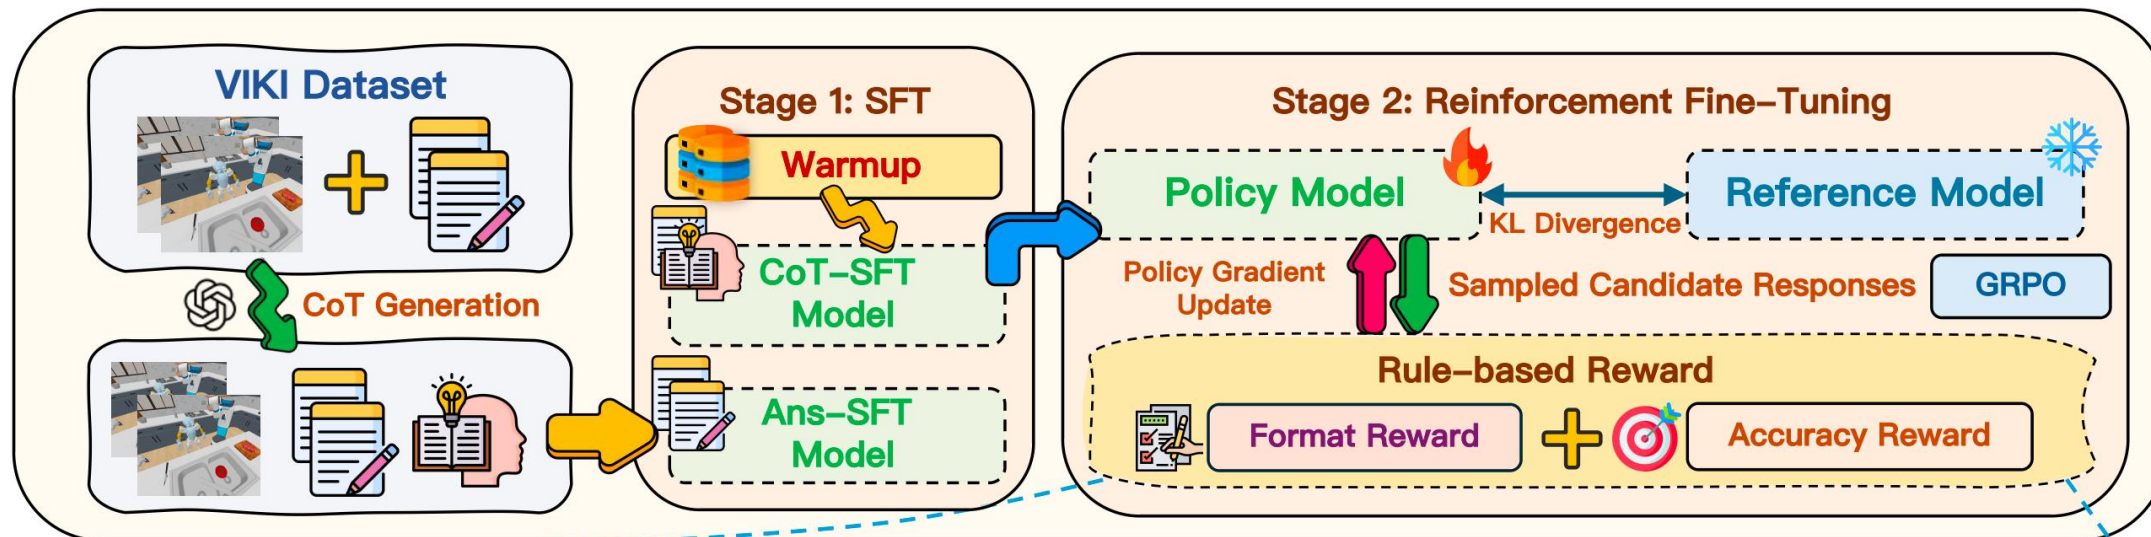 VIKI Dataset
CoT Generation
Stage 1: SFT
Warmup
CoT-SFT
Model
Ans-SFT
Model
Stage 2: Reinforcement Fine-Tuning
Policy Model
KL Divergence
Reference Model
Policy Gradient
Update
Sampled Candidate Responses
GRPO
Rule-based Reward
Format Reward
Accuracy Reward